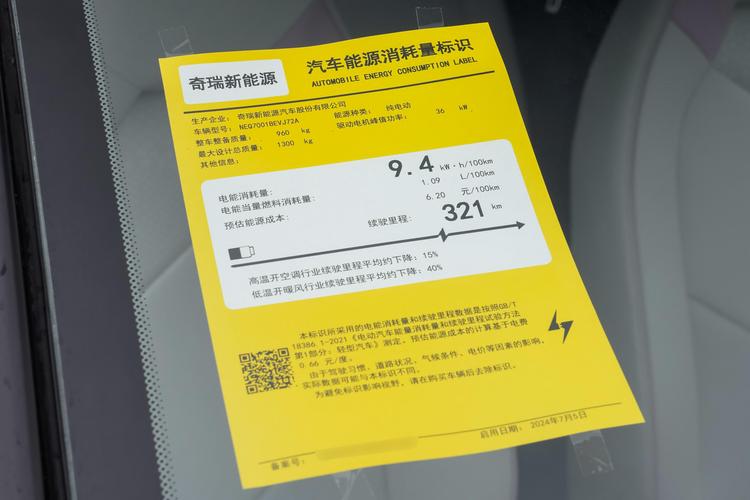 奇瑞新能源
汽车能源消耗量标识
AUTOMOBILE ENERGY CONSUMPTION LABEL
生产企业： 奇瑞新能源汽车股份有限公司
车辆型号： NEQ7001BEVJ72A 能源种类： 纯电动
整车整备质量： 960 kg 驱动电机峰值功率： 36 kW
最大设计总质量： 1300 kg
其他信息：
电能消耗量： 9.4 kW·h/100km
电能当量燃料消耗量： 1.09 L/100km
预估能源成本： 6.20 元/100km
续驶里程： 321 km
高温开空调行业续驶里程平均约下降：15%
低温开暖风行业续驶里程平均约下降：40%
本标识所采用的电能消耗量和续驶里程数据是按照GB/T
18386.1-2021《电动汽车能量消耗量和续驶里程试验方法
第1部分：轻型汽车》测定，预估能源成本的计算基于电费
0.66 元/度。
由于驾驶习惯、道路状况、气候条件、电价等因素的影响，
实际数据可能与本标识不同。
为避免标识影响视野，请在购买车辆后去除标识。
备案号：
启用日期： 2024年7月5日